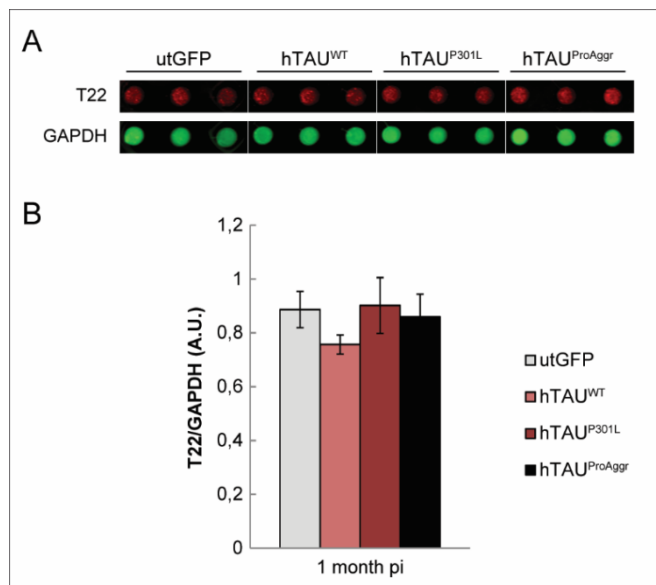 A
utGFP hTAUWT hTAUP301L hTAUProAggr
T22
GAPDH
B
1,2
1
0,8
0,6
0,4
0,2
0
T22/GAPDH (A.U.)
1 month pi
utGFP
hTAUWT
hTAUP301L
hTAUProAggr